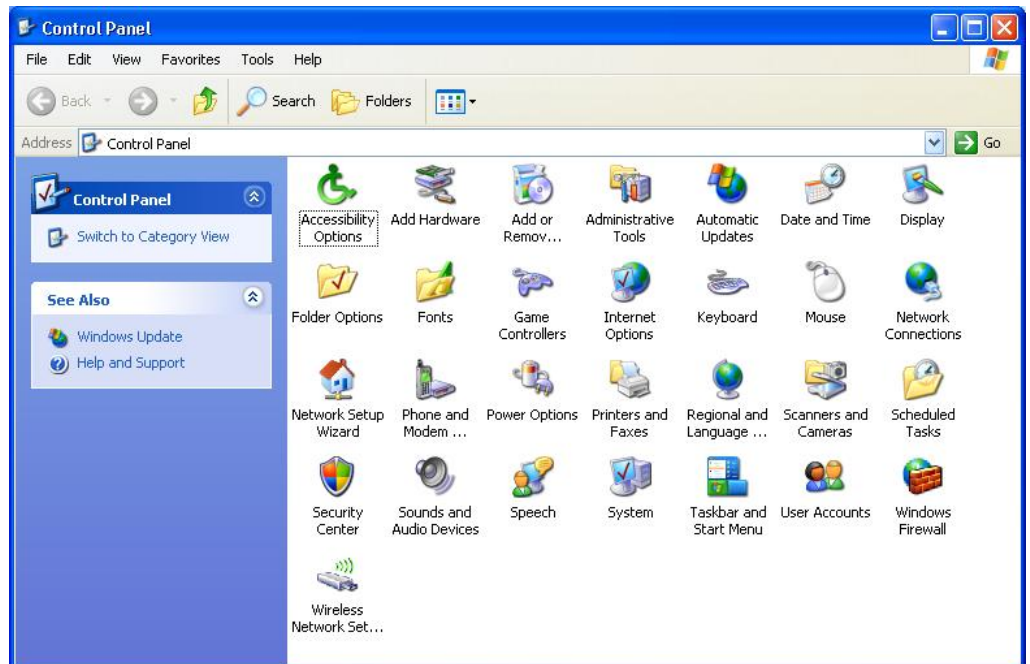 Control Panel
File Edit View Favorites Tools Help
Back Search Folders
Address Control Panel Go
Control Panel
Switch to Category View
See Also
Windows Update
Help and Support
Accessibility Options
Add Hardware
Add or Remov...
Administrative Tools
Automatic Updates
Date and Time
Display
Folder Options
Fonts
Game Controllers
Internet Options
Keyboard
Mouse
Network Connections
Network Setup Wizard
Phone and Modem ...
Power Options
Printers and Faxes
Regional and Language ...
Scanners and Cameras
Scheduled Tasks
Security Center
Sounds and Audio Devices
Speech
System
Taskbar and Start Menu
User Accounts
Windows Firewall
Wireless Network Set...